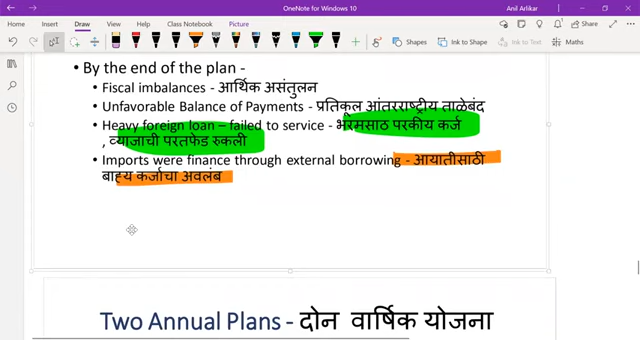 OneNote for Windows 10
Anil Arlikar
Home Insert Draw View Help Class Notebook Picture
Shapes Ink to Shape Ink to Text Maths
• By the end of the plan -
• Fiscal imbalances - आर्थिक असंतुलन
• Unfavorable Balance of Payments - प्रतिकूल आंतरराष्ट्रीय ताळेबंद
• Heavy foreign loan – failed to service - भरमसाठ परकीय कर्ज
, व्याजाची परतफेड रुकली
• Imports were finance through external borrowing - आयातीसाठी
बाह्य कर्जाचा अवलंब
Two Annual Plans - दोन वार्षिक योजना